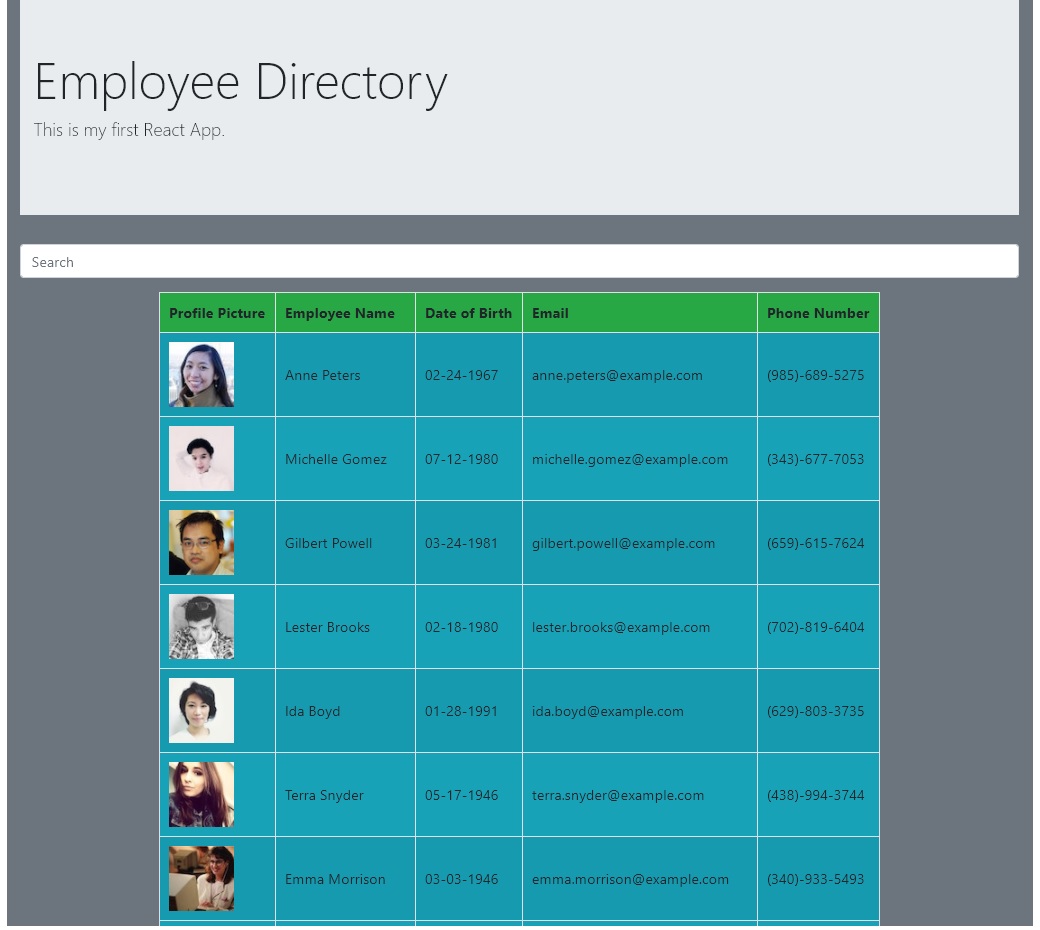 Employee Directory
This is my first React App.
Search
Profile Picture Employee Name Date of Birth Email Phone Number
Anne Peters 02-24-1967 anne.peters@example.com (985)-689-5275
Michelle Gomez 07-12-1980 michelle.gomez@example.com (343)-677-7053
Gilbert Powell 03-24-1981 gilbert.powell@example.com (659)-615-7624
Lester Brooks 02-18-1980 lester.brooks@example.com (702)-819-6404
Ida Boyd 01-28-1991 ida.boyd@example.com (629)-803-3735
Terra Snyder 05-17-1946 terra.snyder@example.com (438)-994-3744
Emma Morrison 03-03-1946 emma.morrison@example.com (340)-933-5493